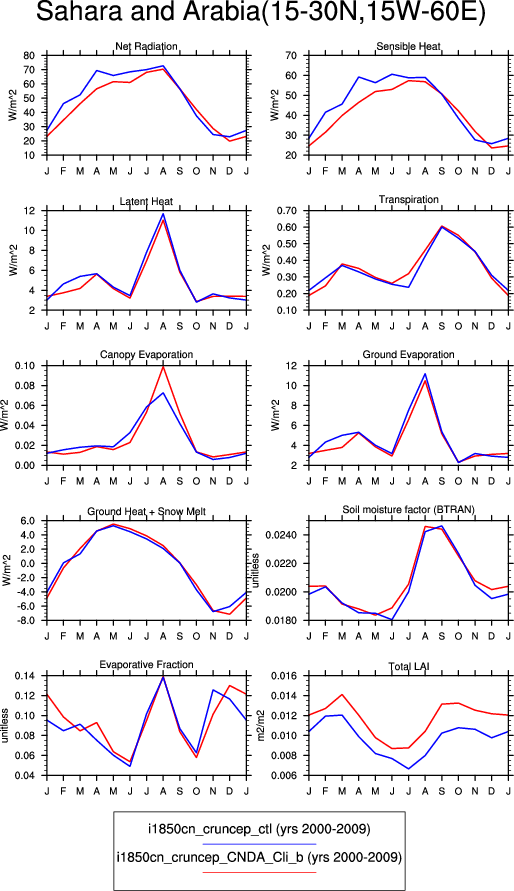 Sahara and Arabia(15-30N,15W-60E)
Net Radiation
W/m^2
80
70
60
50
40
30
20
10
J F M A M J J A S O N D J
Sensible Heat
W/m^2
70
60
50
40
30
20
J F M A M J J A S O N D J
Latent Heat
W/m^2
12
10
8
6
4
2
J F M A M J J A S O N D J
Transpiration
W/m^2
0.70
0.60
0.50
0.40
0.30
0.20
0.10
J F M A M J J A S O N D J
Canopy Evaporation
W/m^2
0.10
0.08
0.06
0.04
0.02
0.00
J F M A M J J A S O N D J
Ground Evaporation
W/m^2
12
10
8
6
4
2
J F M A M J J A S O N D J
Ground Heat + Snow Melt
W/m^2
6.0
4.0
2.0
0.0
-2.0
-4.0
-6.0
-8.0
J F M A M J J A S O N D J
Soil moisture factor (BTRAN)
unitless
0.0240
0.0220
0.0200
0.0180
J F M A M J J A S O N D J
Evaporative Fraction
unitless
0.14
0.12
0.10
0.08
0.06
0.04
J F M A M J J A S O N D J
Total LAI
m2/m2
0.016
0.014
0.012
0.010
0.008
0.006
J F M A M J J A S O N D J
i1850cn_cruncep_ctl (yrs 2000-2009)
i1850cn_cruncep_CNDA_Cli_b (yrs 2000-2009)